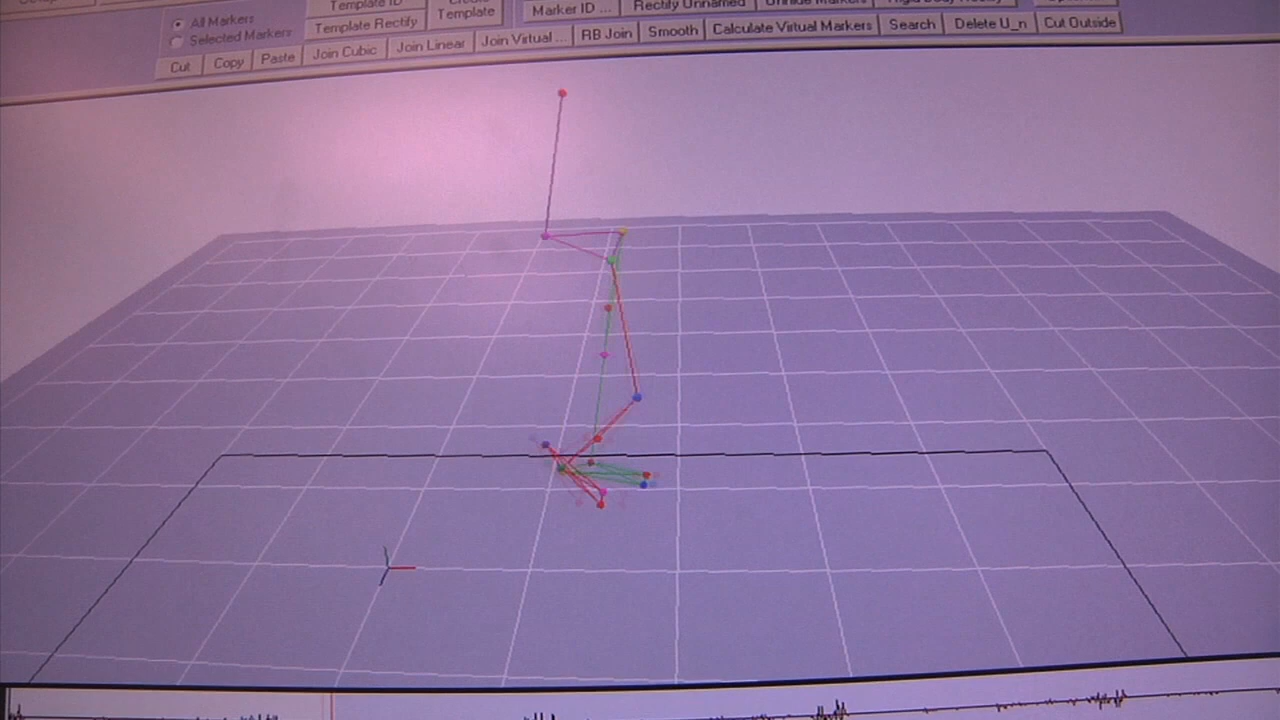 Template ID
Create
Template
Template Rectify
Marker ID ...
Rectify Unnamed
All Markers
Selected Markers
Cut
Copy
Paste
Join Cubic
Join Linear
Join Virtual ...
RB Join
Smooth
Calculate Virtual Markers
Search
Delete U_n
Cut Outside